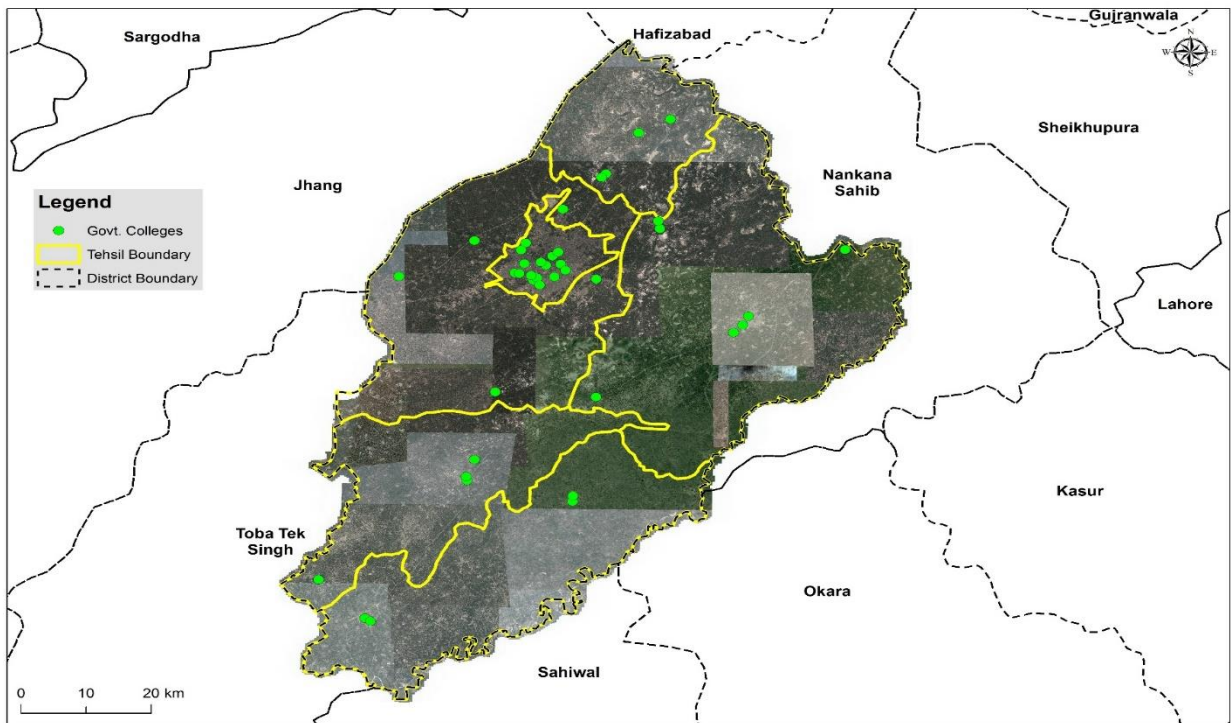 Gujranwala
Sargodha
Hafizabad
N
W E
S
Sheikhupura
Jhang
Nankana
Sahib
Legend
Govt. Colleges
Tehsil Boundary
District Boundary
Lahore
Kasur
Toba Tek
Singh
Okara
Sahiwal
0 10 20 km